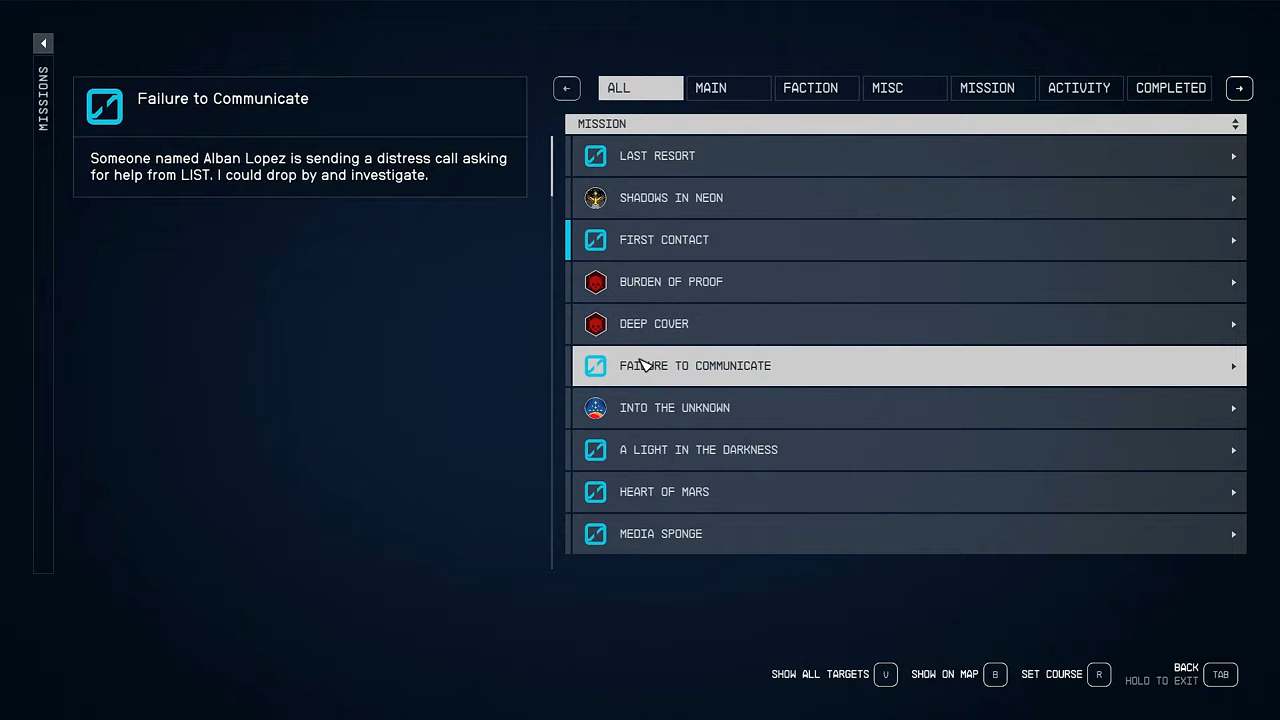 MISSIONS
Failure to Communicate
Someone named Alban Lopez is sending a distress call asking
for help from LIST. I could drop by and investigate.
ALL MAIN FACTION MISC MISSION ACTIVITY COMPLETED
MISSION
LAST RESORT
SHADOWS IN NEON
FIRST CONTACT
BURDEN OF PROOF
DEEP COVER
FAILURE TO COMMUNICATE
INTO THE UNKNOWN
A LIGHT IN THE DARKNESS
HEART OF MARS
MEDIA SPONGE
SHOW ALL TARGETS V SHOW ON MAP B SET COURSE R BACK TAB
HOLD TO EXIT